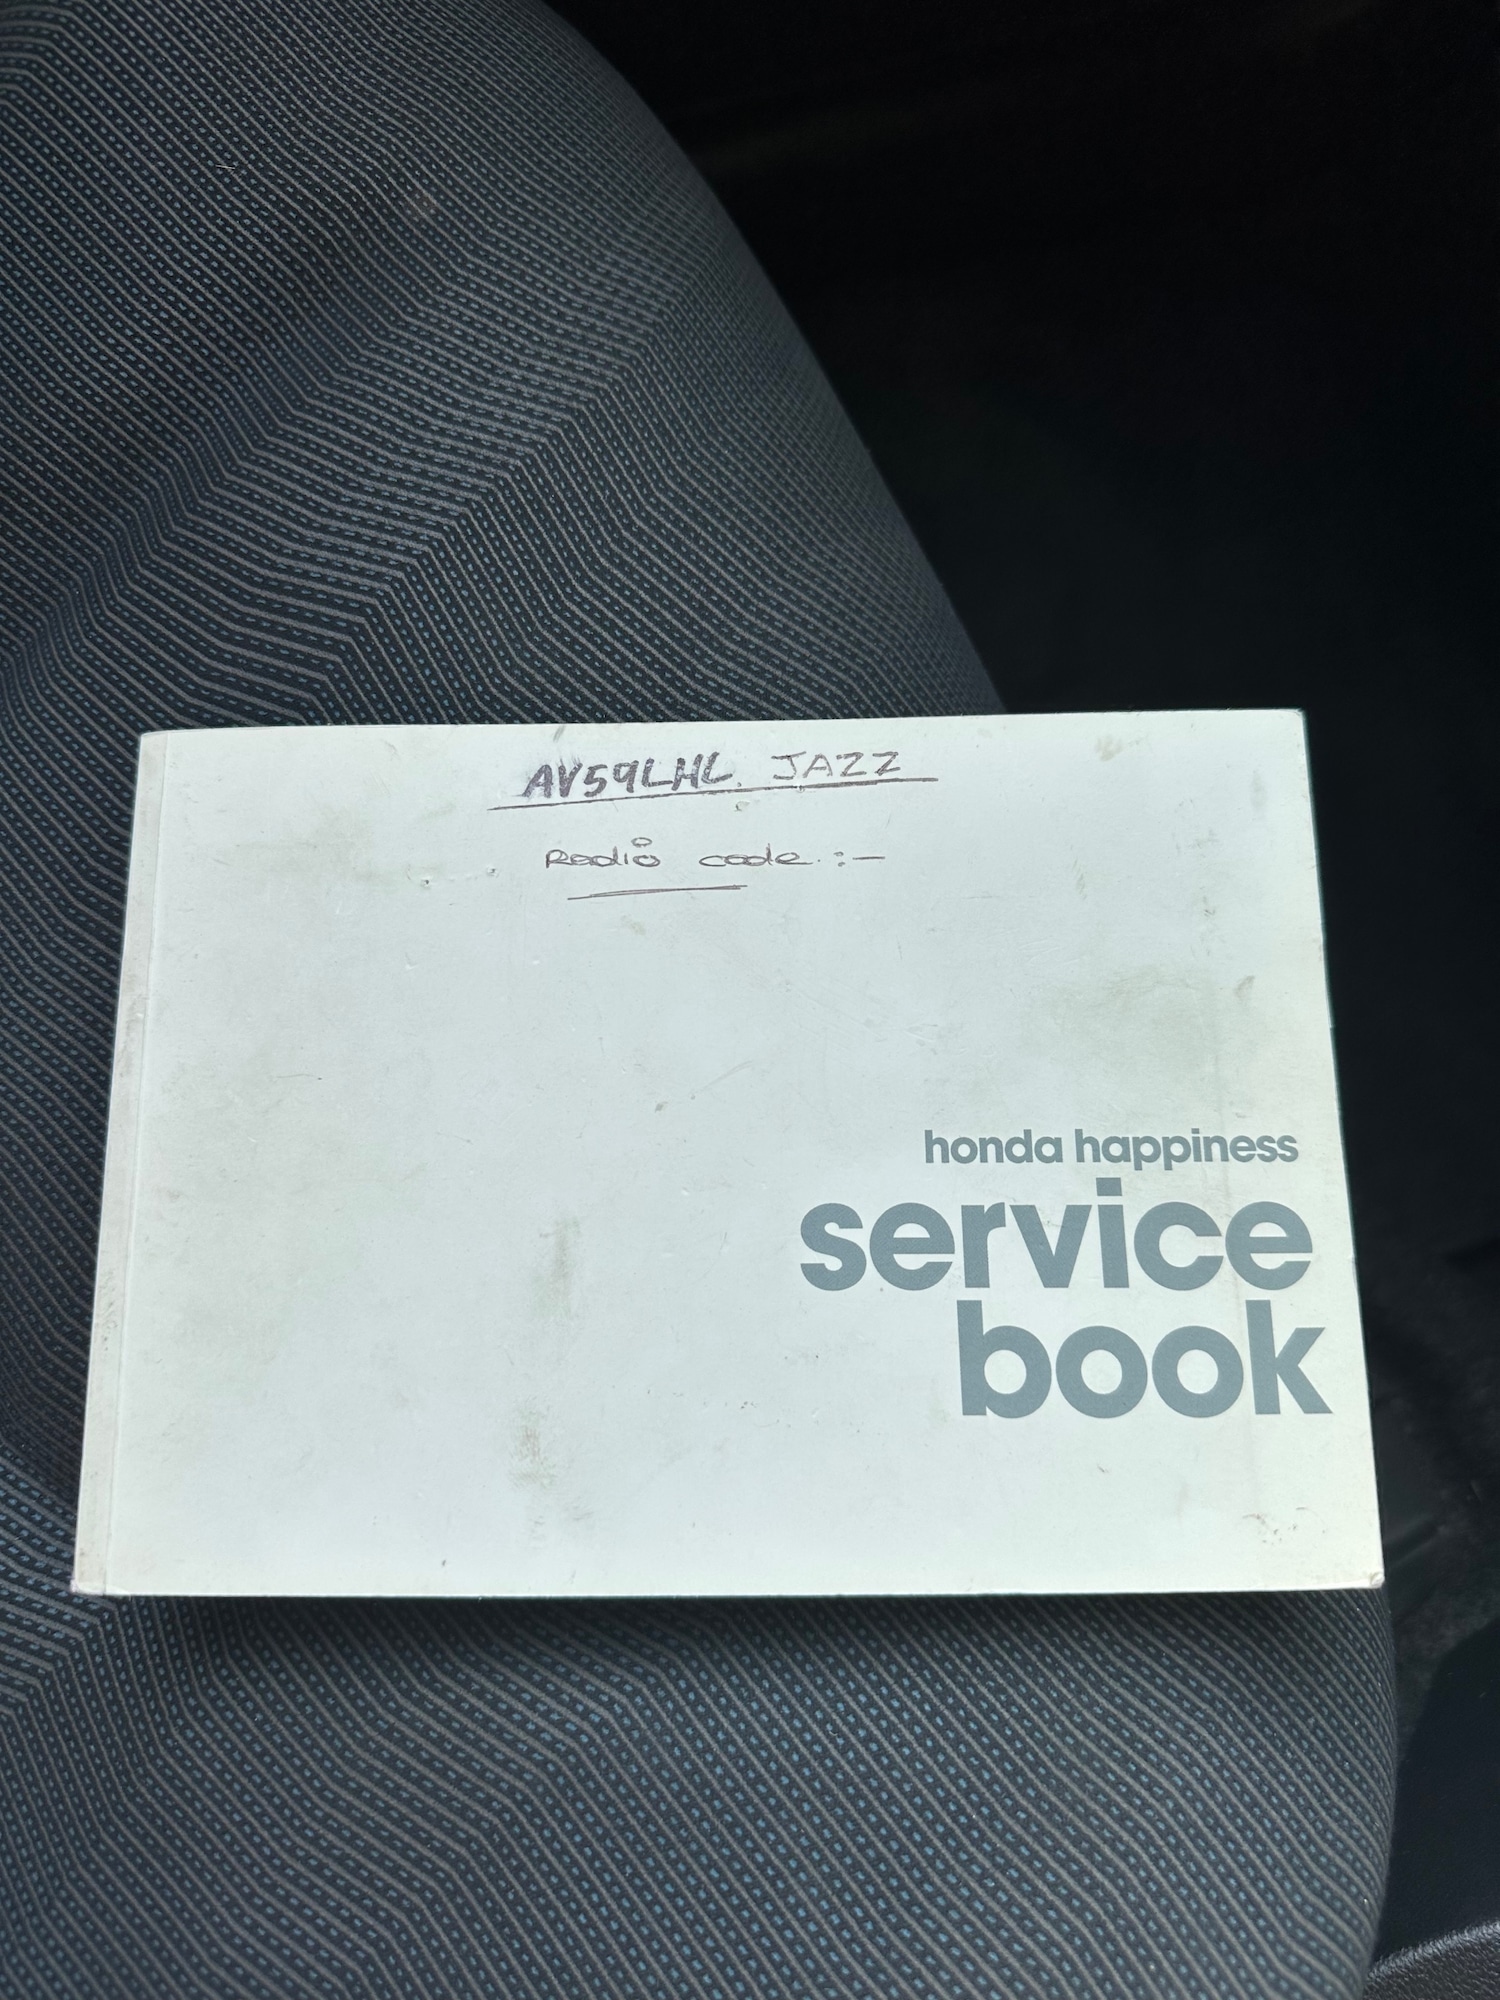 AV59LHL. JAZZ
Radio code :-
honda happiness
service
book